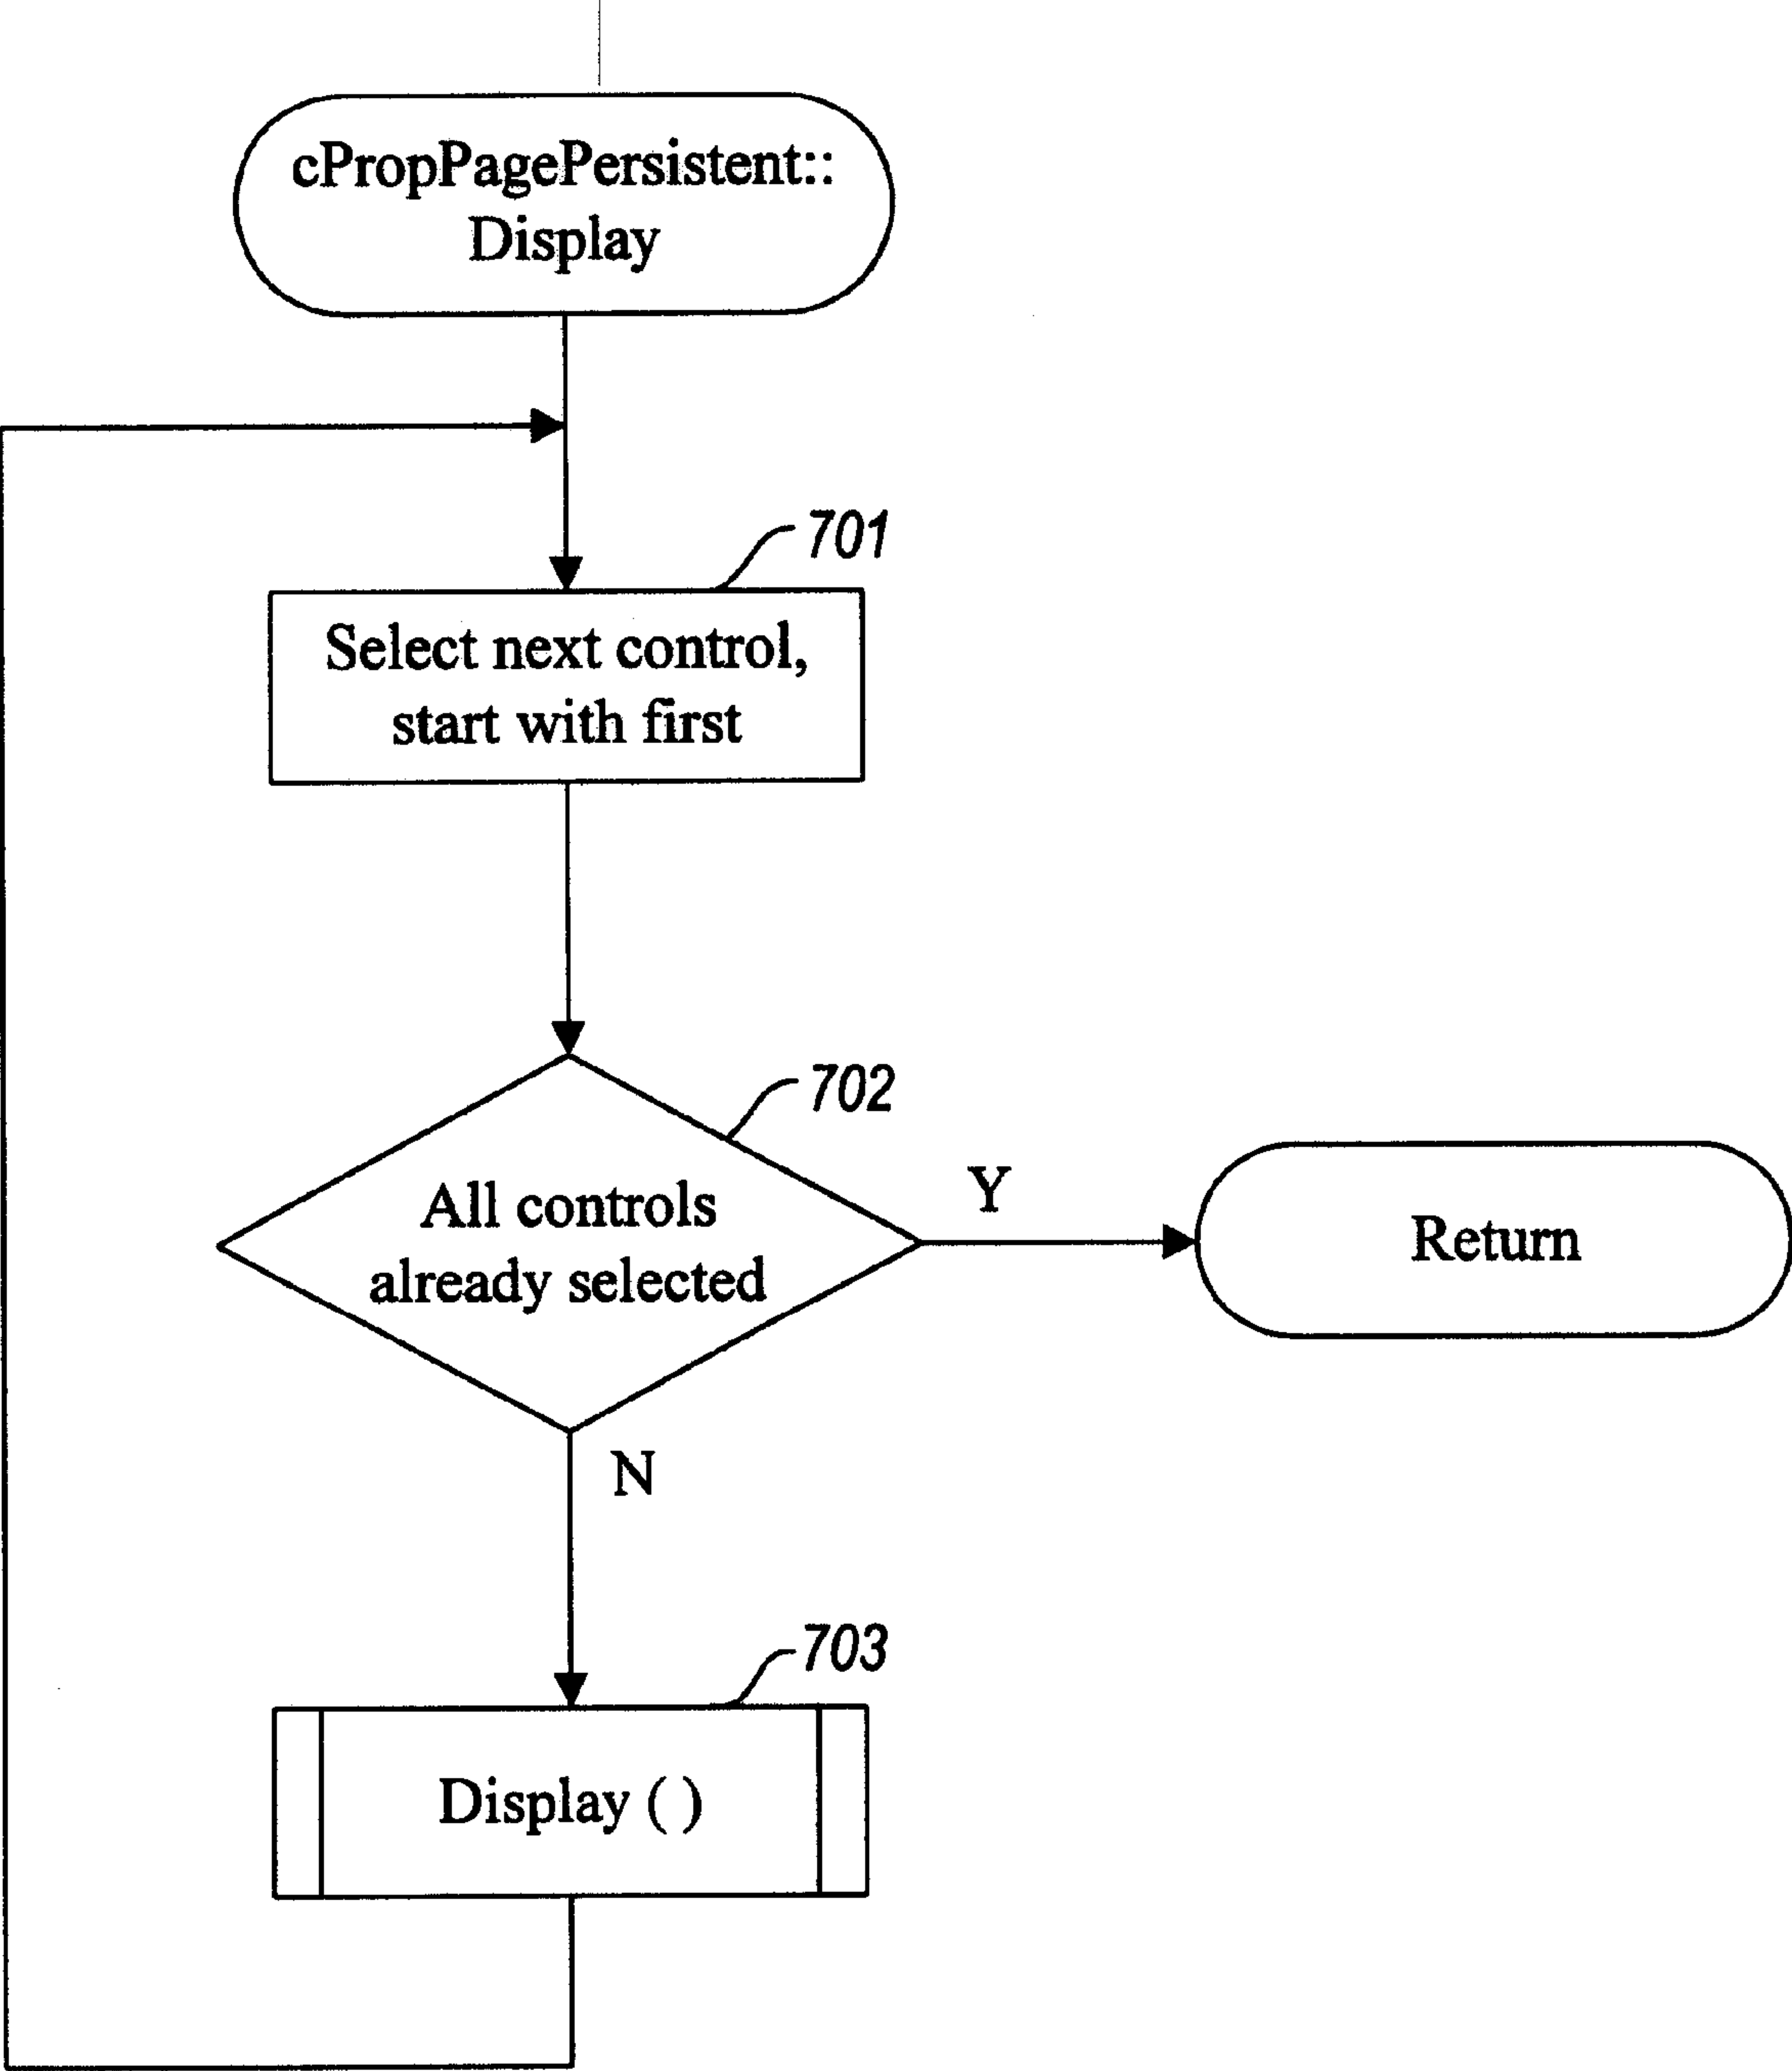 cPropPagePersistent::
Display
701
Select next control,
start with first
702
All controls
already selected
Y
Return
N
703
Display ( )